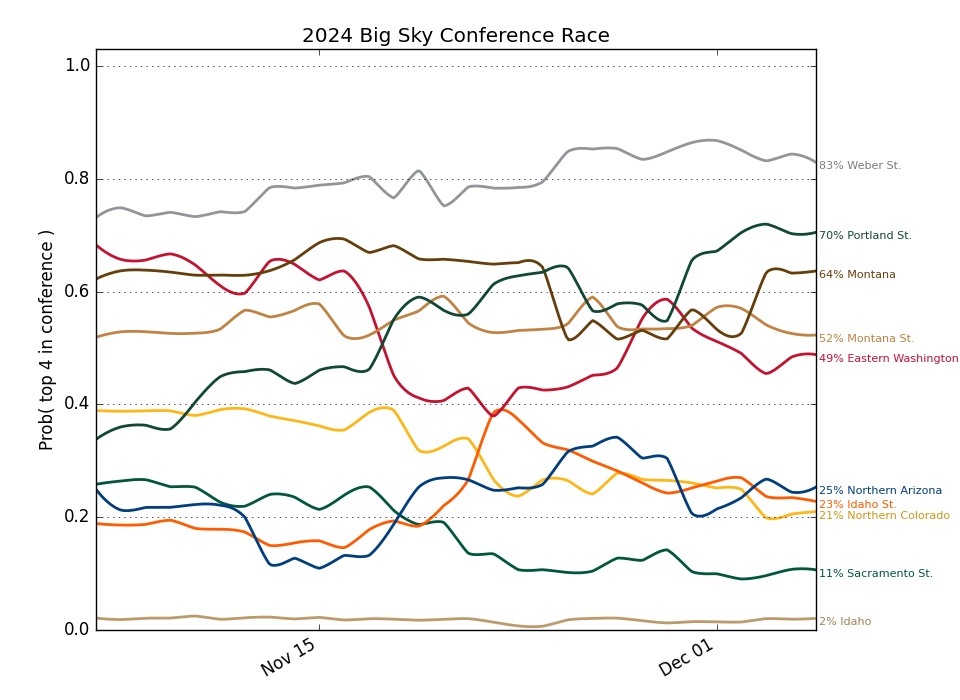 2024 Big Sky Conference Race
Prob( top 4 in conference )
1.0
0.8
0.6
0.4
0.2
0.0
Nov 15
Dec 01
83% Weber St.
70% Portland St.
64% Montana
52% Montana St.
49% Eastern Washington
25% Northern Arizona
23% Idaho St.
21% Northern Colorado
11% Sacramento St.
2% Idaho